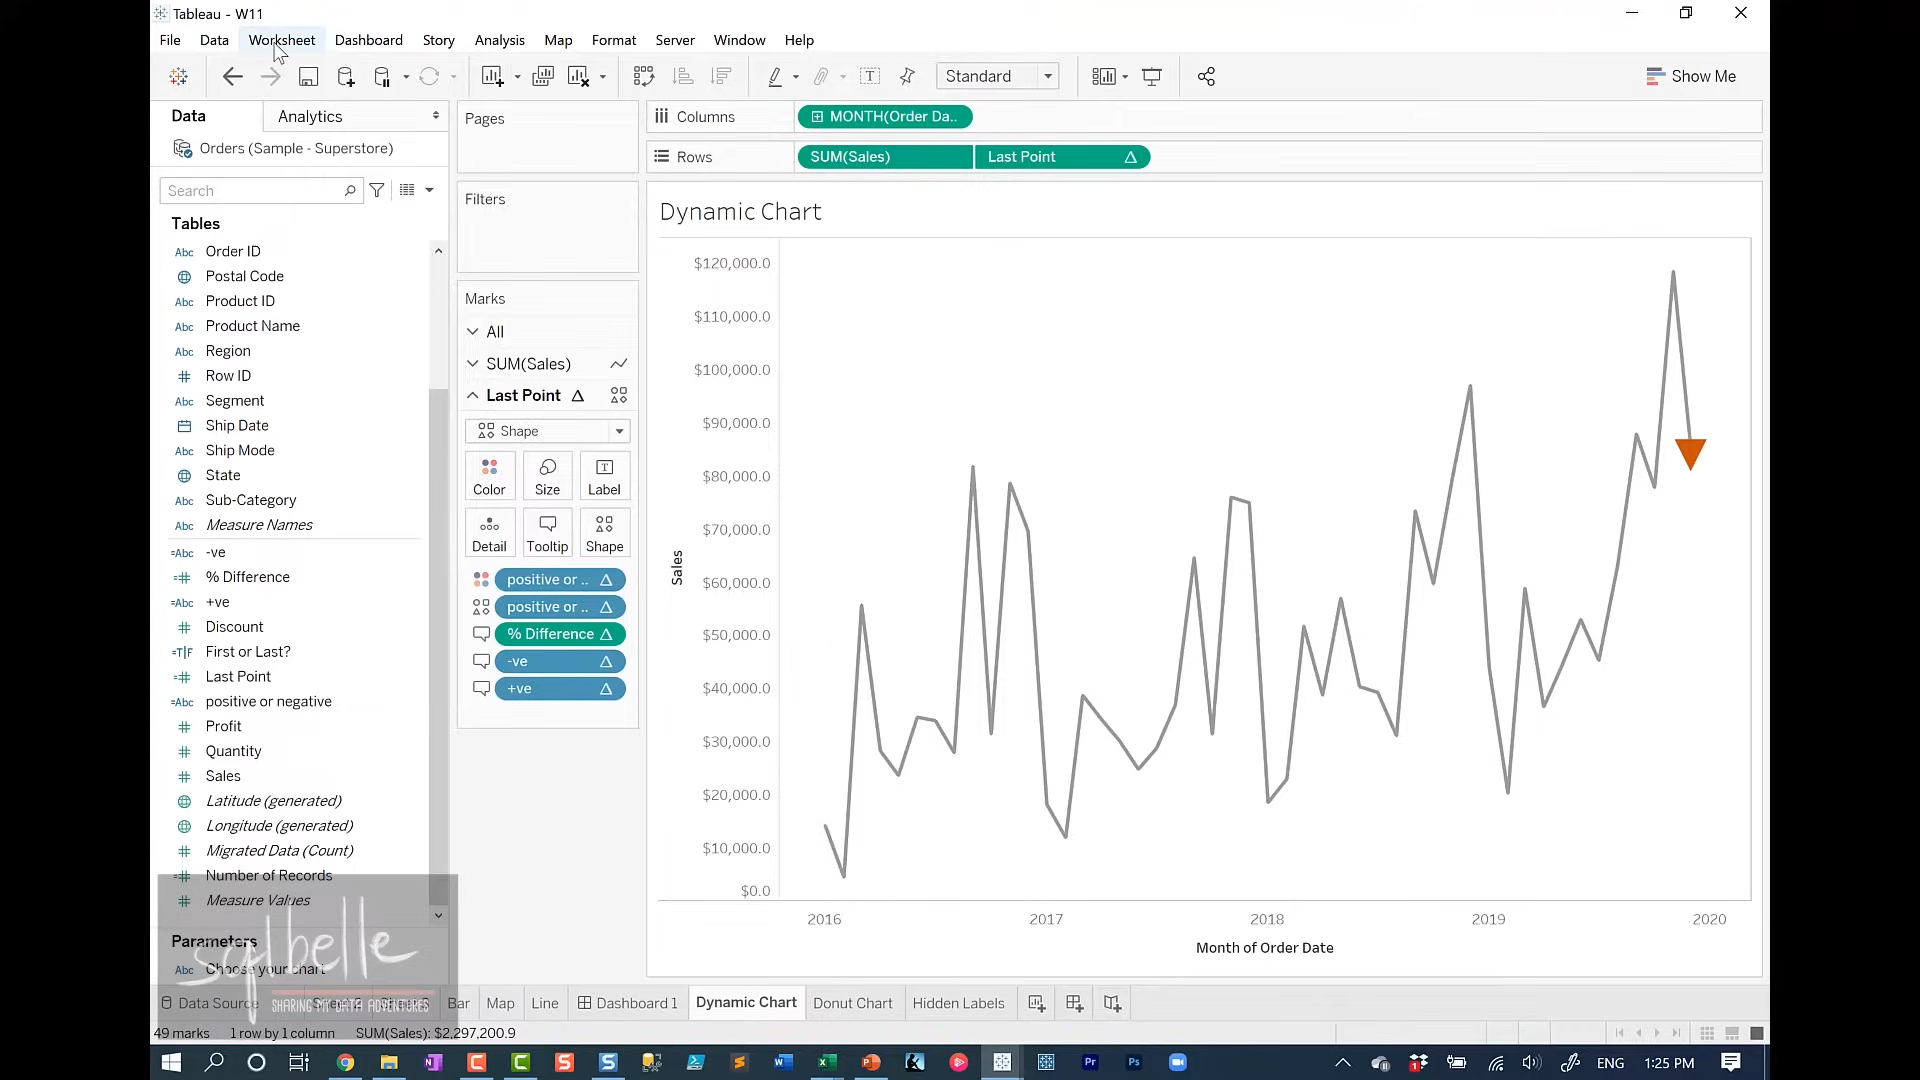 Tableau - W11
File Data Worksheet Dashboard Story Analysis Map Format Server Window Help
Standard
Show Me
Data Analytics
Pages
Columns
MONTH(Order Da..
Orders (Sample - Superstore)
Rows
SUM(Sales)
Last Point
Search
Filters
Tables
Dynamic Chart
Order ID
Postal Code
Product ID
Product Name
Region
Row ID
Segment
Ship Date
Ship Mode
State
Sub-Category
Measure Names
-ve
% Difference
+ve
Discount
First or Last?
Last Point
positive or negative
Profit
Quantity
Sales
Latitude (generated)
Longitude (generated)
Migrated Data (Count)
Number of Records
Measure Values
Parameters
Choose your chart
sqlbelle
SHARING MY DATA ADVENTURES
Marks
All
SUM(Sales)
Last Point
Shape
Color Size Label
Detail Tooltip Shape
positive or ..
positive or ..
% Difference
-ve
+ve
$120,000.0
$110,000.0
$100,000.0
$90,000.0
$80,000.0
$70,000.0
$60,000.0
$50,000.0
$40,000.0
$30,000.0
$20,000.0
$10,000.0
$0.0
Sales
2016 2017 2018 2019 2020
Month of Order Date
Data Source
Bar Map Line Dashboard 1 Dynamic Chart Donut Chart Hidden Labels
49 marks 1 row by 1 column SUM(Sales): $2,297,200.9
ENG 1:25 PM